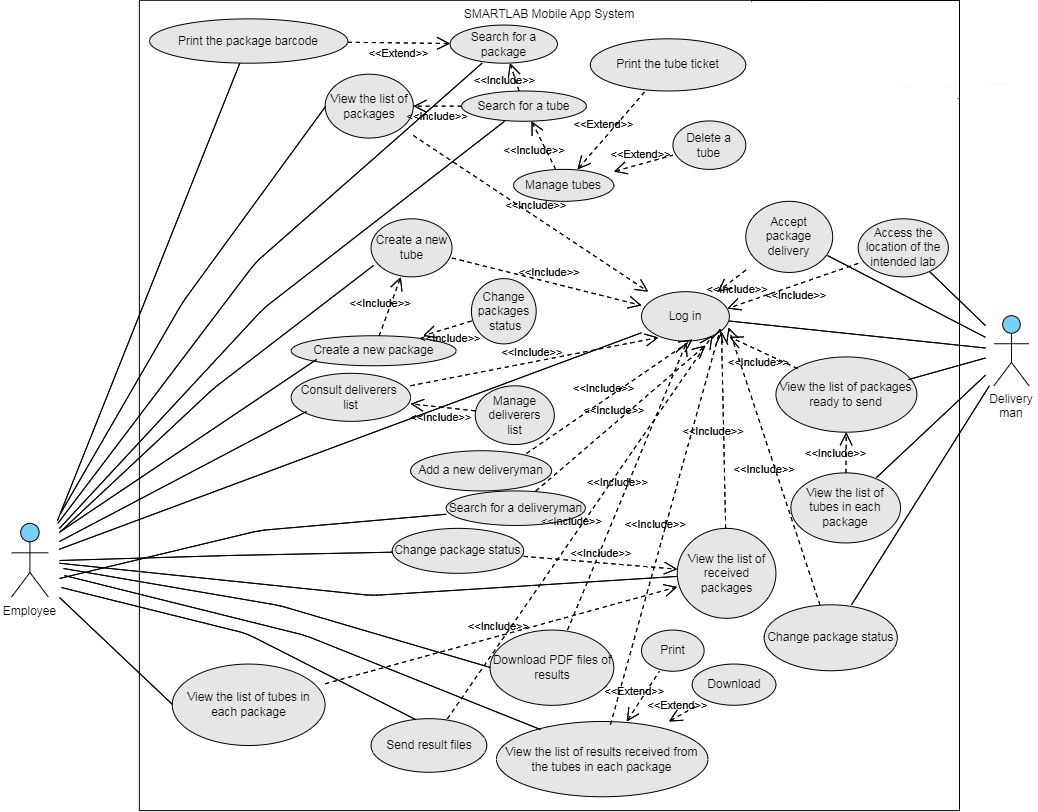 SMARTLAB Mobile App System
Print the package barcode
<<Extend>>
Search for a
package
Print the tube ticket
<<Include>>
View the list of
packages
<<Include>>
Search for a tube
<<Extend>>
Delete a
tube
<<Include>>
<<Extend>>
Manage tubes
<<Include>>
Accept
package
delivery
Access the
location of the
intended lab
Create a new
tube
<<Include>>
<<Include>>
<<Include>>
<<Include>>
Change
packages
status
Log in
<<Include>>
Create a new package
<<Include>>
<<Include>>
View the list of packages
ready to send
Delivery
man
Consult deliverers
list
<<Include>>
Manage
deliverers
list
<<Include>>
<<Include>>
<<Include>>
<<Include>>
Add a new deliveryman
<<Include>>
<<Include>>
View the list of
tubes in each
package
Search for a deliveryman
<<Include>>
<<Include>>
Change package status
<<Include>>
View the list of
received
packages
Employee
<<Include>>
Change package status
Download PDF files of
results
Print
Download
<<Extend>>
<<Extend>>
View the list of tubes in
each package
Send result files
View the list of results received from
the tubes in each package